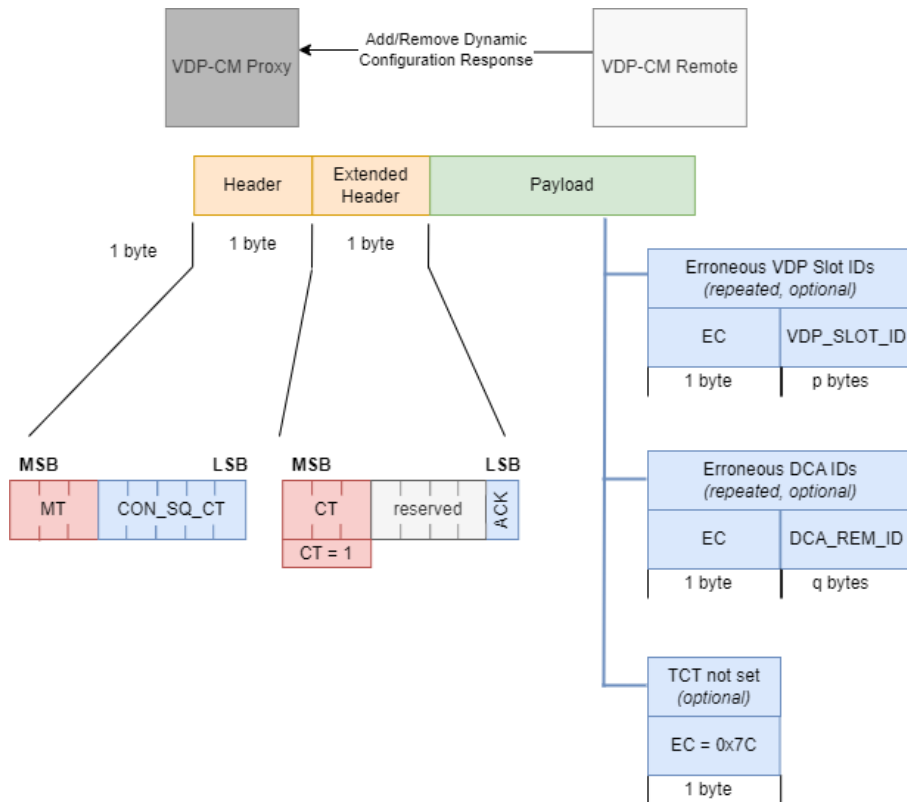 VDP-CM Proxy
Add/Remove Dynamic
Configuration Response
VDP-CM Remote
Header
Extended
Header
Payload
1 byte
1 byte
1 byte
Erroneous VDP Slot IDs
(repeated, optional)
EC
VDP_SLOT_ID
1 byte
p bytes
MSB
LSB
MT
CON_SQ_CT
MSB
LSB
CT
reserved
ACK
CT = 1
Erroneous DCA IDs
(repeated, optional)
EC
DCA_REM_ID
1 byte
q bytes
TCT not set
(optional)
EC = 0x7C
1 byte